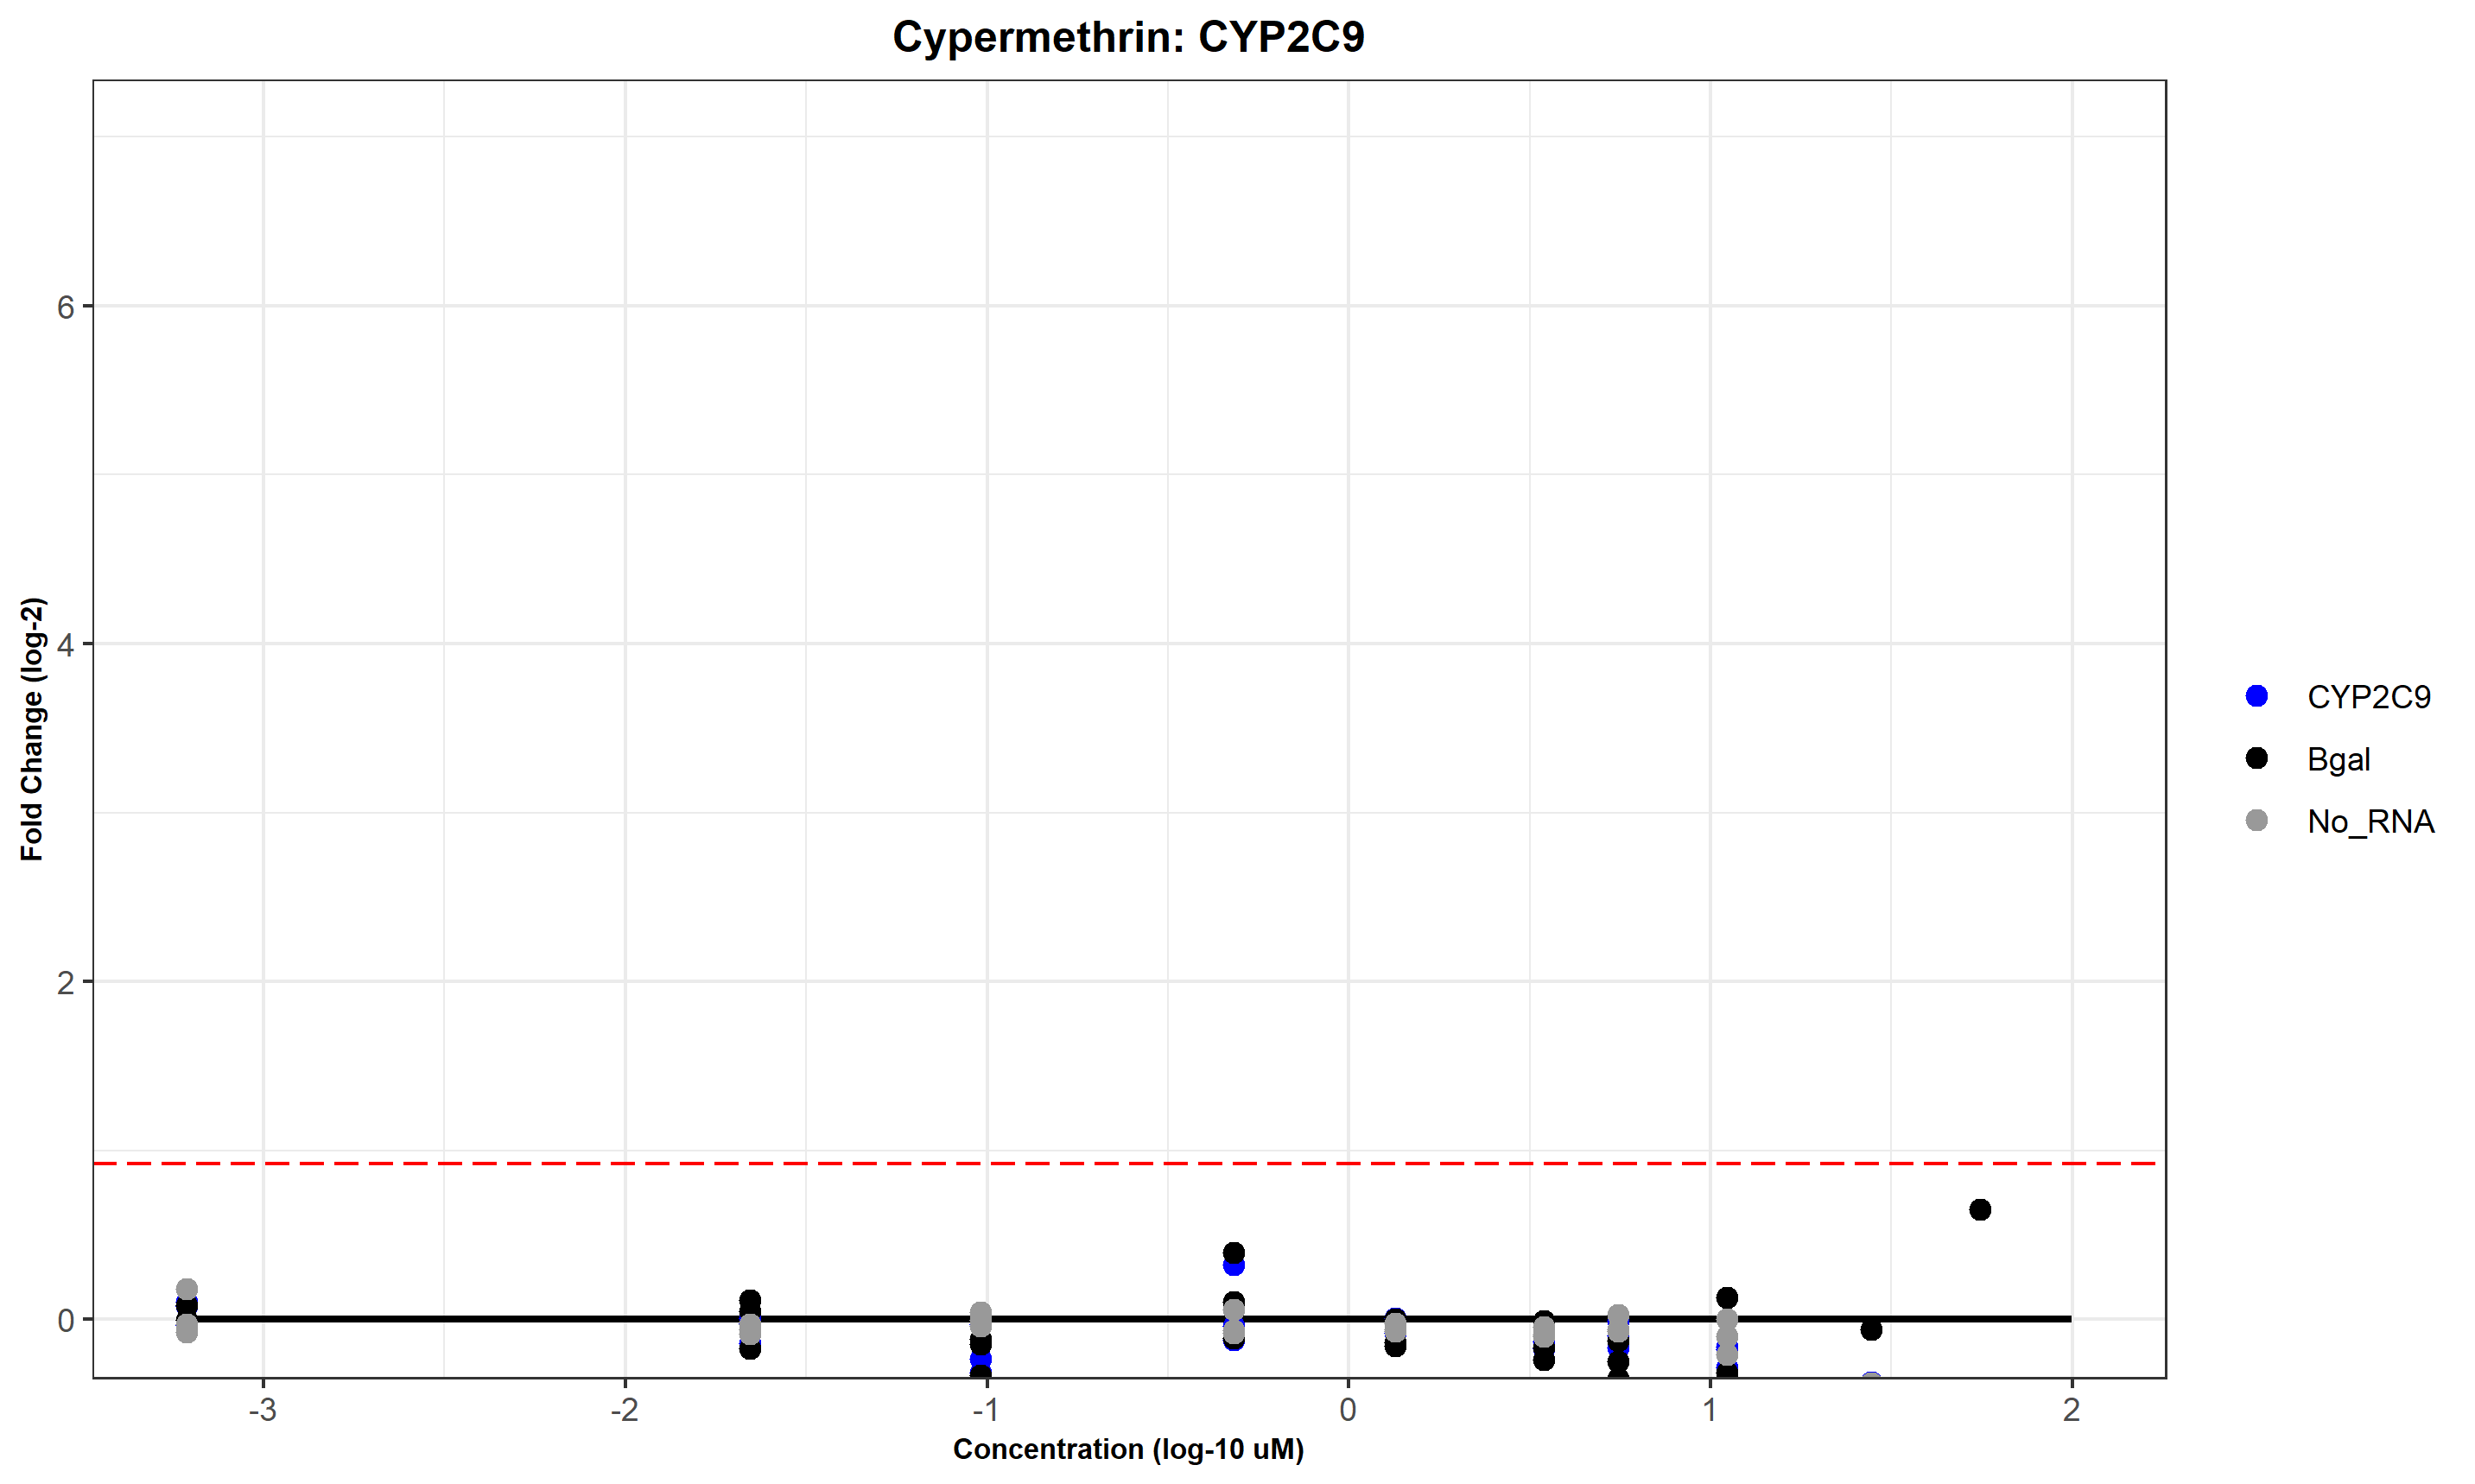 Cypermethrin: CYP2C9
Fold Change (log-2)
6
4
2
0
-3
-2
-1
0
1
2
Concentration (log-10 uM)
CYP2C9
Bgal
No_RNA